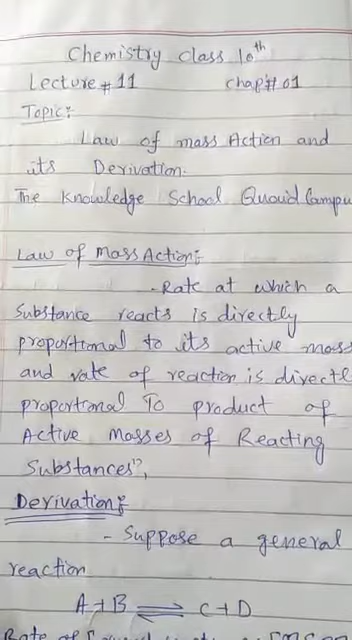 Chemistry Class 10th
Lecture # 11 Chap # 01
Topic:
Law of mass Action and
its Derivation.
The Knowledge School Quaid Campu
Law of Mass Action:
- Rate at which a
Substance reacts is directly
proportional to its active mass
and rate of reaction is directl
proportional To product of
Active Masses of Reacting
Substances",
Derivation:
- Suppose a general
reaction
A+B ⇌ C+D
Rate of